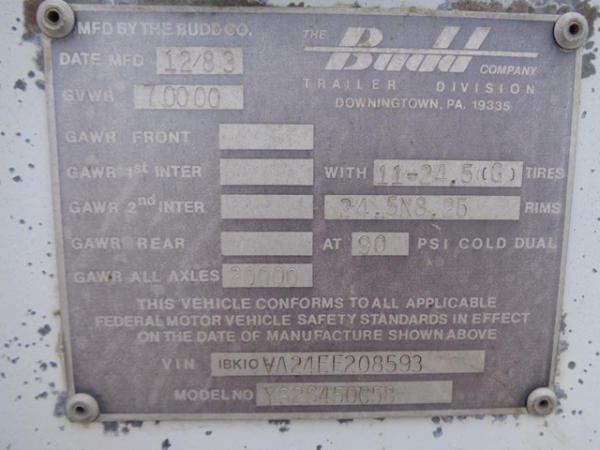 MFD BY THE BUDD CO.
THE Budd COMPANY
TRAILER DIVISION
DOWNINGTOWN, PA. 19335
DATE MFD 12/83
GVWR 70000
GAWR FRONT
GAWR 1st INTER WITH 11-24.5(G) TIRES
GAWR 2nd INTER 24.5X8.25 RIMS
GAWR REAR AT 90 PSI COLD DUAL
GAWR ALL AXLES 20000
THIS VEHICLE CONFORMS TO ALL APPLICABLE
FEDERAL MOTOR VEHICLE SAFETY STANDARDS IN EFFECT
ON THE DATE OF MANUFACTURE SHOWN ABOVE
VIN
MODEL NO